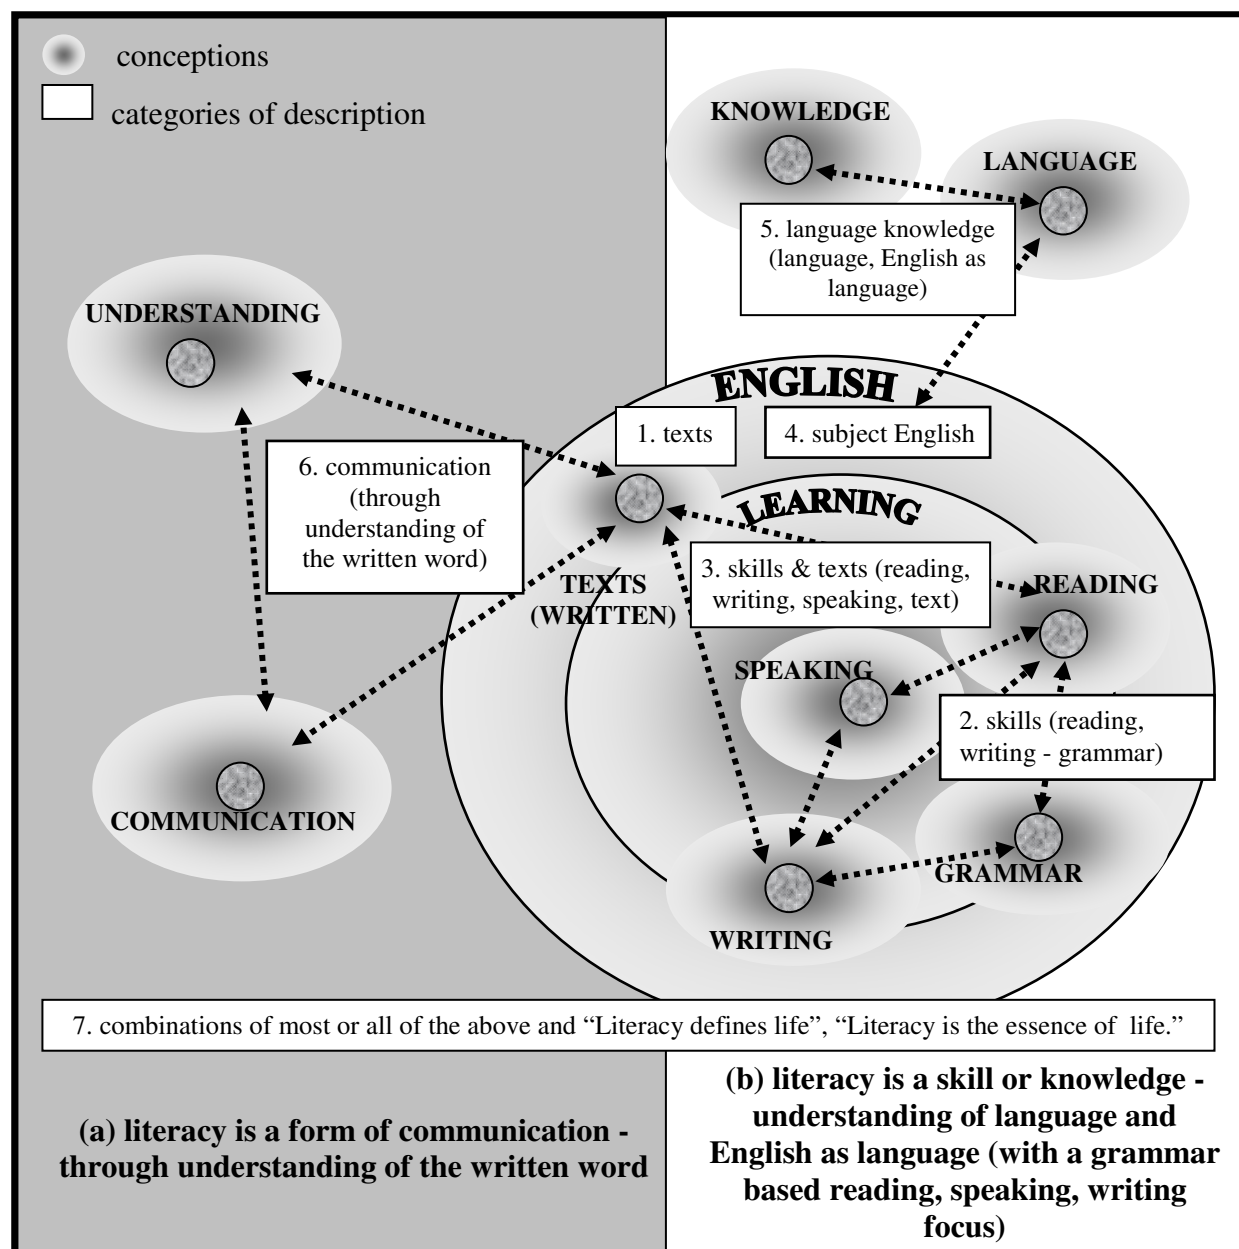 conceptions
categories of description
KNOWLEDGE
LANGUAGE
5. language knowledge
(language, English as
language)
UNDERSTANDING
ENGLISH
1. texts
4. subject English
6. communication
(through
understanding of
the written word)
LEARNING
TEXTS
(WRITTEN)
3. skills & texts (reading,
writing, speaking, text)
READING
SPEAKING
2. skills (reading,
writing - grammar)
COMMUNICATION
GRAMMAR
WRITING
7. combinations of most or all of the above and “Literacy defines life”, “Literacy is the essence of life.”
(a) literacy is a form of communication -
through understanding of the written word
(b) literacy is a skill or knowledge -
understanding of language and
English as language (with a grammar
based reading, speaking, writing
focus)